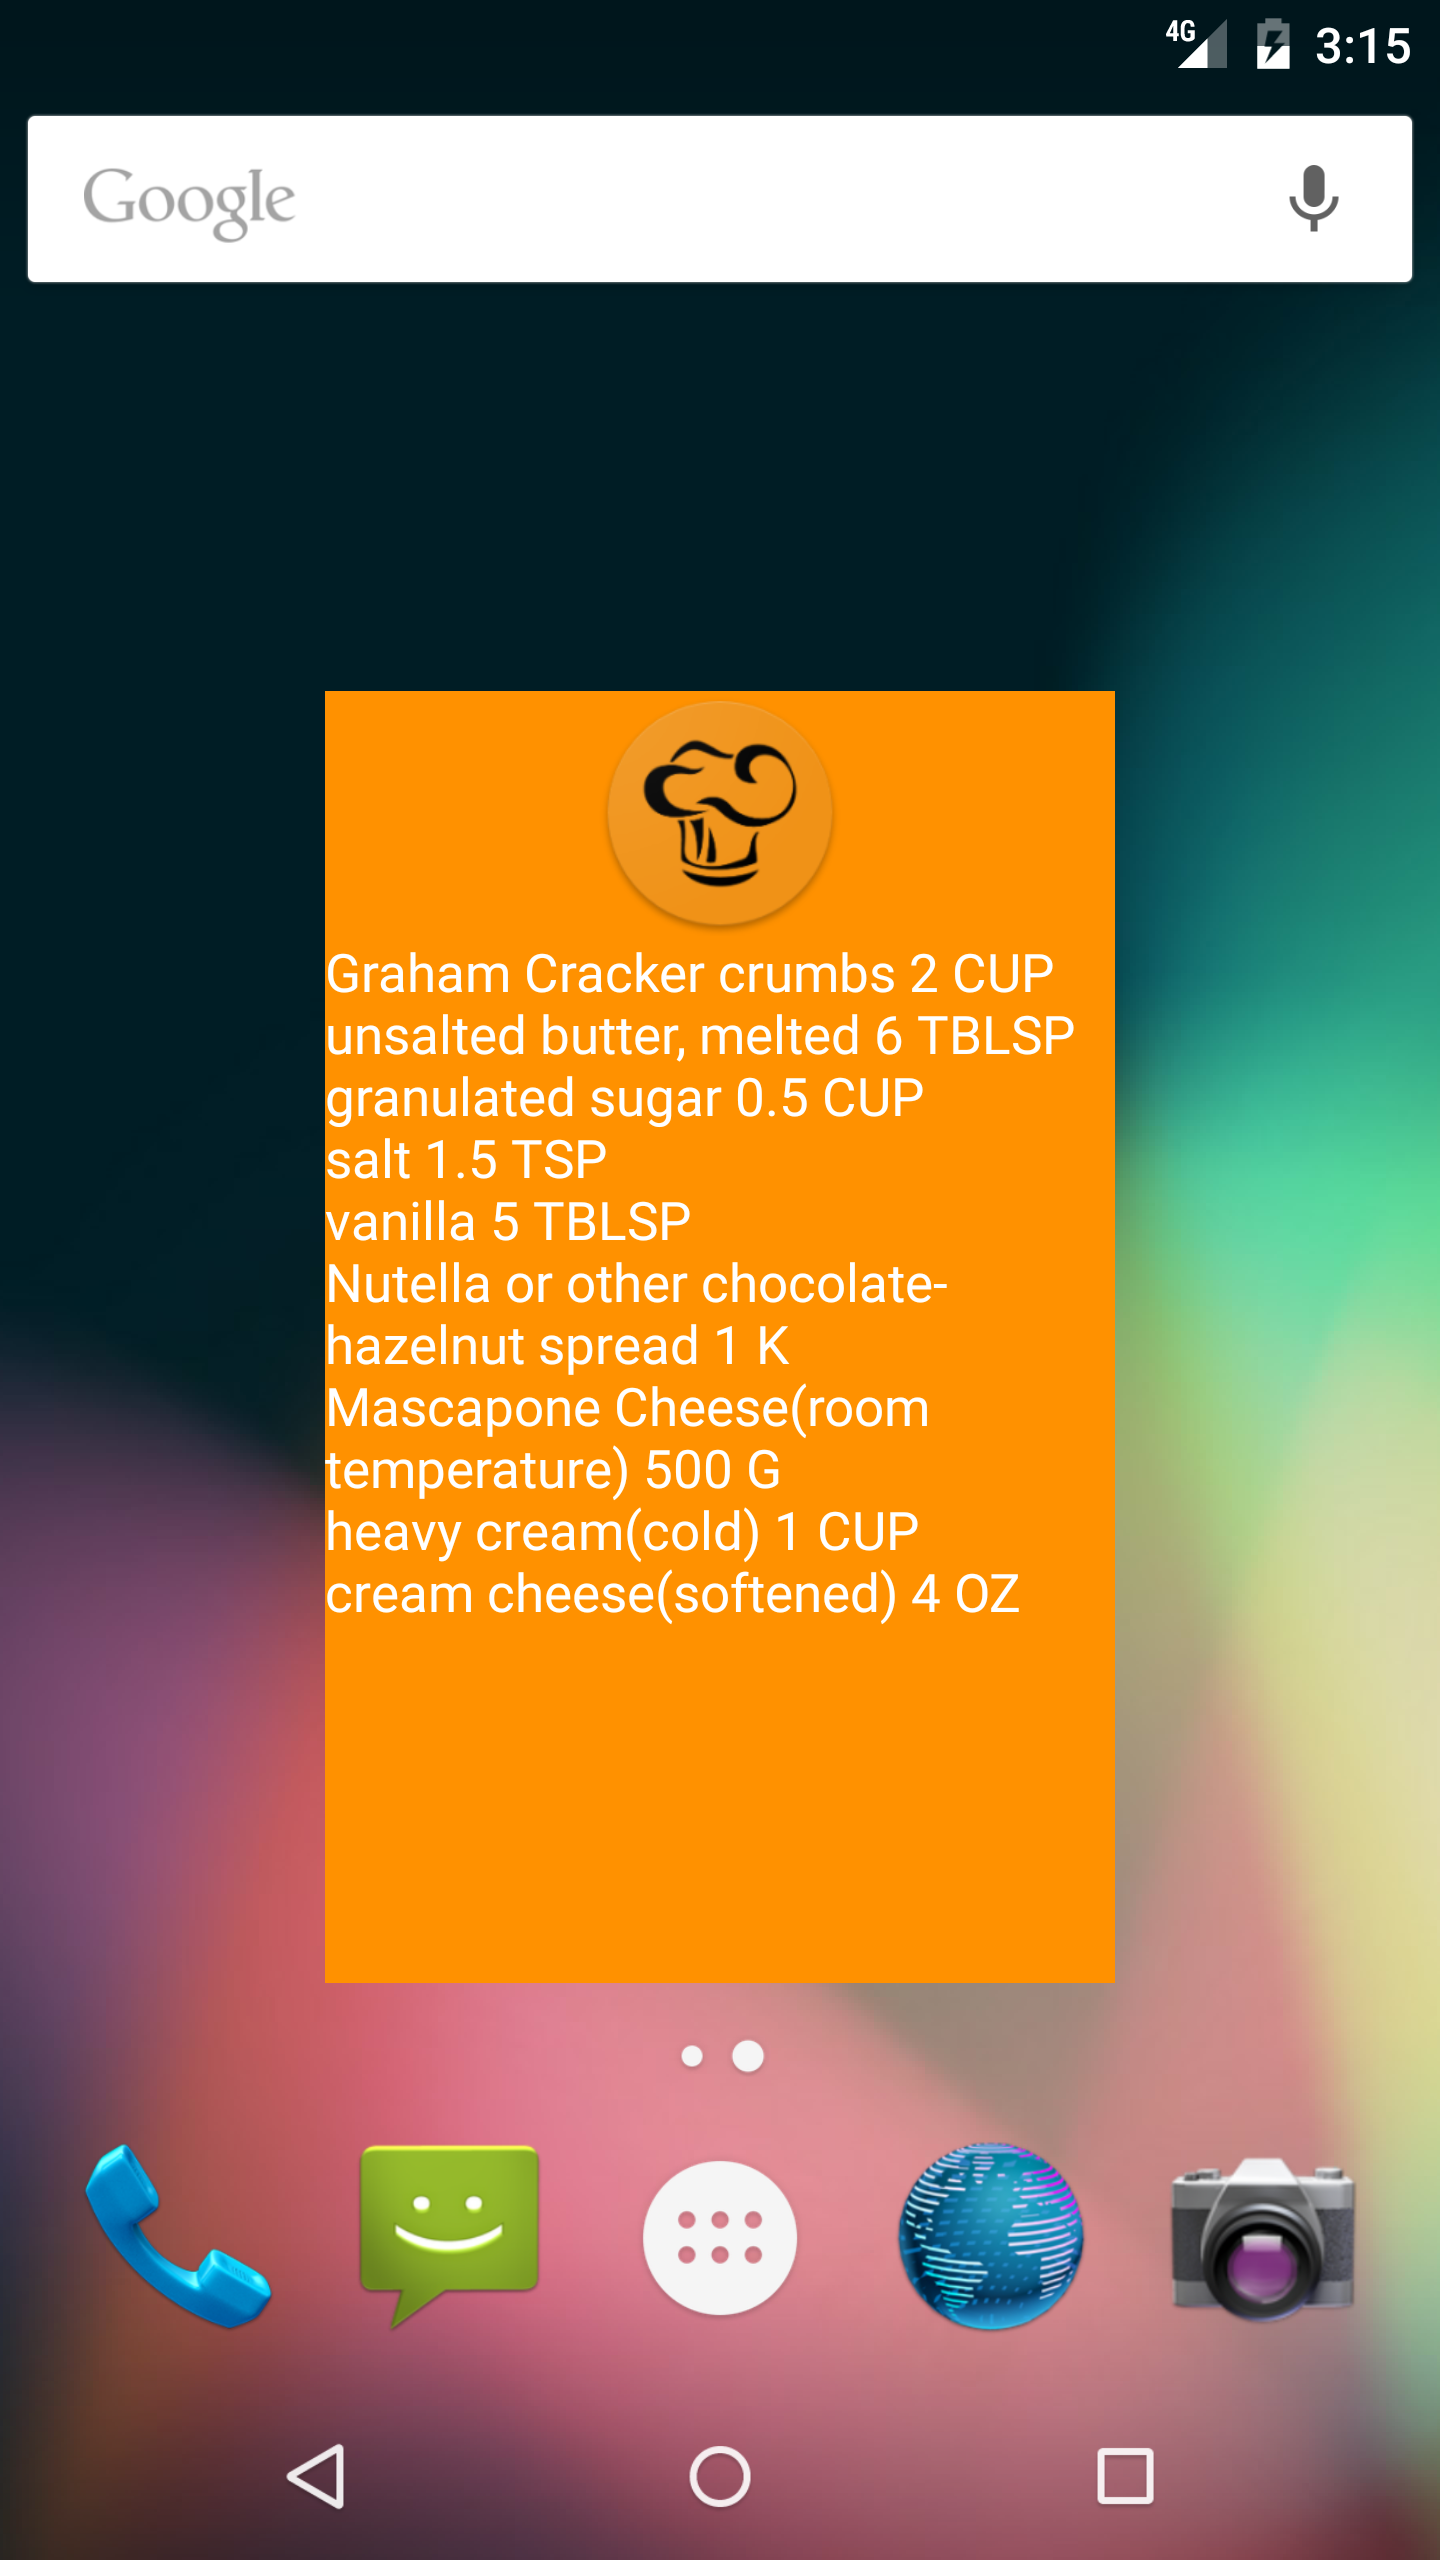 4G 3:15
Google
Graham Cracker crumbs 2 CUP
unsalted butter, melted 6 TBLSP
granulated sugar 0.5 CUP
salt 1.5 TSP
vanilla 5 TBLSP
Nutella or other chocolate-
hazelnut spread 1 K
Mascapone Cheese(room
temperature) 500 G
heavy cream(cold) 1 CUP
cream cheese(softened) 4 OZ